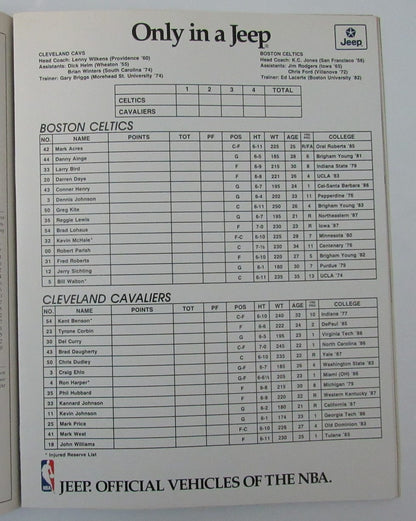 Only in a Jeep®
Jeep
CLEVELAND CAVS
Head Coach: Lenny Wilkens (Providence '60)
Assistants: Dick Helm (Wheaton '55)
Brian Winters (South Carolina '74)
Trainer: Gary Briggs (Morehead St. University '74)
BOSTON CELTICS
Head Coach: K.C. Jones (San Francisco '56)
Assistants: Jim Rodgers (Iowa '65)
Chris Ford (Villanova '72)
Trainer: Ed Lacerte (Boston University '82)
1 2 3 4 TOTAL
CELTICS
CAVALIERS
BOSTON CELTICS
NO. NAME POINTS TOT PF POS HT WT AGE COLLEGE
42 Mark Acres C-F 6-11 225 25 R/FA Oral Roberts '85
44 Danny Ainge G 6-5 185 28 6 Brigham Young '81
33 Larry Bird F 6-9 215 30 8 Indiana State '79
20 Darren Daye F 6-8 221 26 4 UCLA '83
43 Conner Henry G 6-7 195 24 1 Cal-Santa Barbara '86
3 Dennis Johnson G 6-4 202 33 11 Pepperdine '76
50 Greg Kite C 6-11 250 26 4 Brigham Young '83
35 Reggie Lewis G 6-7 195 21 R Northeastern '87
54 Brad Lohaus F 7-0 230 23 R Iowa '87
32 Kevin McHale* F-C 6-10 225 29 7 Minnesota '80
00 Robert Parish C 7-½ 230 34 11 Centenary '76
31 Fred Roberts F 6-10 220 27 5 Brigham Young '82
12 Jerry Sichting G 6-1 180 30 7 Purdue '79
5 Bill Walton* C 6-11 235 35 13 UCLA '74
CLEVELAND CAVALIERS
NO. NAME POINTS TOT PF POS HT WT AGE COLLEGE
54 Kent Benson* C-F 6-10 240 32 10 Indiana '77
23 Tyrone Corbin F 6-6 222 24 2 DePaul '85
30 Del Curry G 6-5 195 23 1 Virginia Tech '86
43 Brad Daugherty C-F 7-0 245 22 1 North Carolina '86
50 Chris Dudley C 6-10 235 22 R Yale '87
3 Craig Ehlo G-F 6-7 185 26 4 Washington State '83
4 Ron Harper* G-F 6-6½ 205 23 1 Miami (OH) '86
35 Phil Hubbard F 6-8 215 30 8 Michigan '79
33 Kannard Johnson F 6-9 220 22 R Western Kentucky '87
11 Kevin Johnson G 6-2 180 21 R California '87
25 Mark Price G 6-1 174 23 1 Georgia Tech '86
41 Mark West F-C 6-10 226 27 4 Old Dominion '83
18 John Williams F 6-11 230 25 1 Tulane '85
* Injured Reserve List
NBA
JEEP. OFFICIAL VEHICLES OF THE NBA.